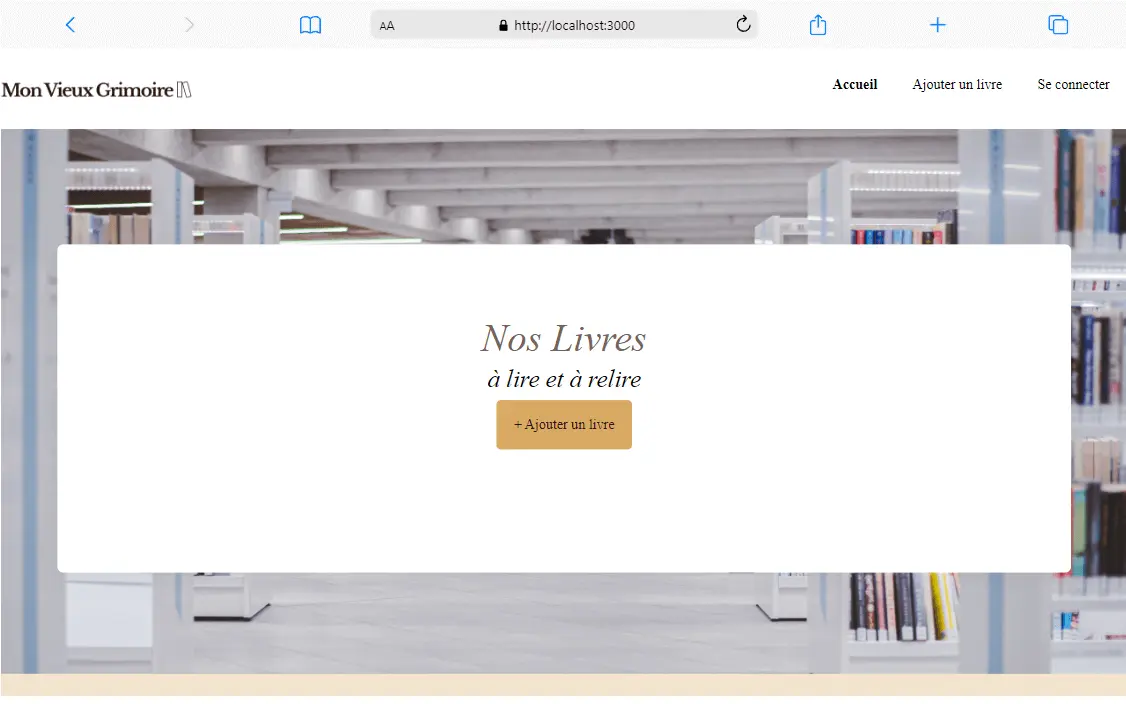 AA
http://localhost:3000
Mon Vieux Grimoire
Accueil
Ajouter un livre
Se connecter
Nos Livres
à lire et à relire
+ Ajouter un livre